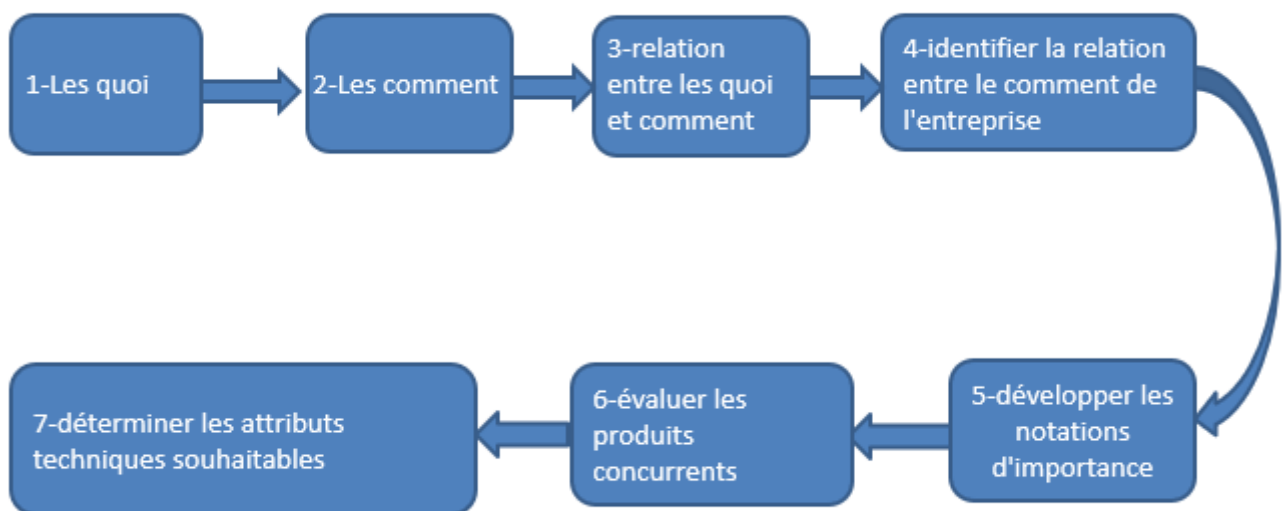 1-Les quoi
2-Les comment
3-relation
entre les quoi
et comment
4-identifier la relation
entre le comment de
l'entreprise
5-développer les
notations
d'importance
6-évaluer les
produits
concurrents
7-déterminer les attributs
techniques souhaitables